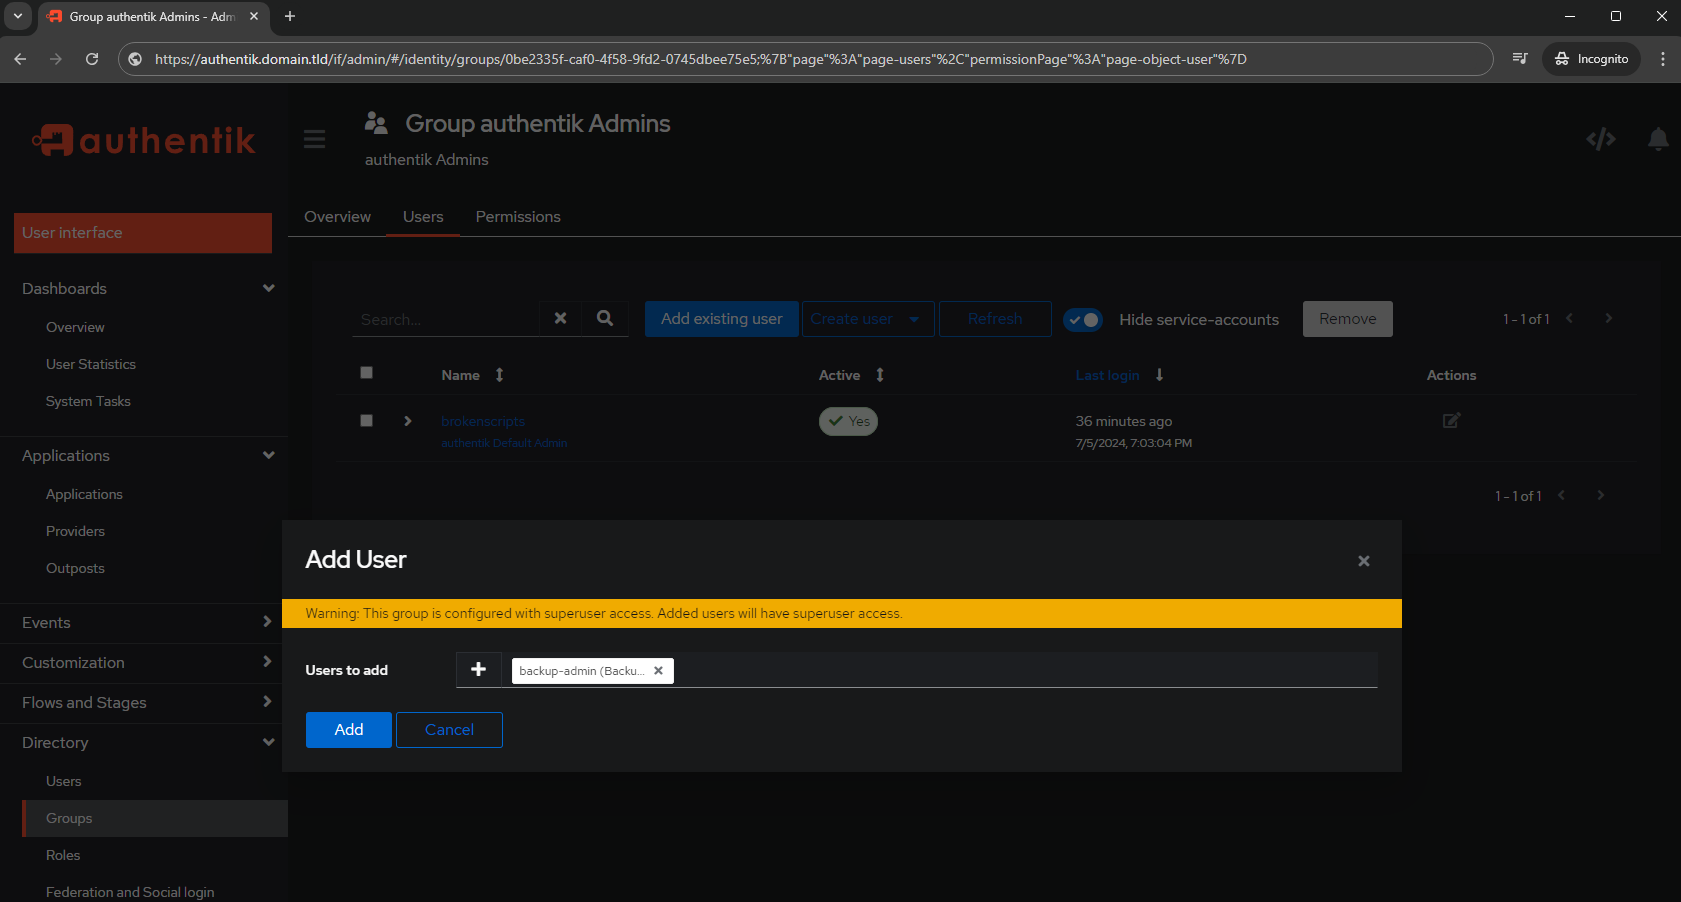 Group authentik Admins - Adm
https://authentik.domain.tld/if/admin/#/identity/groups/0be2335f-caf0-4f58-9fd2-0745dbee75e5;%7B"page"%3A"page-users"%2C"permissionPage"%3A"page-object-user"%7D
Incognito
authentik
Group authentik Admins
authentik Admins
Overview Users Permissions
User interface
Dashboards
Overview
User Statistics
System Tasks
Applications
Applications
Providers
Outposts
Events
Customization
Flows and Stages
Directory
Users
Groups
Roles
Federation and Social login
Search... Add existing user Create user Refresh Hide service-accounts Remove 1 - 1 of 1
Name Active Last login Actions
brokenscripts Yes 36 minutes ago
authentik Default Admin 7/5/2024, 7:03:04 PM
1 - 1 of 1
Add User
Warning: This group is configured with superuser access. Added users will have superuser access.
Users to add backup-admin (Backu...
Add Cancel